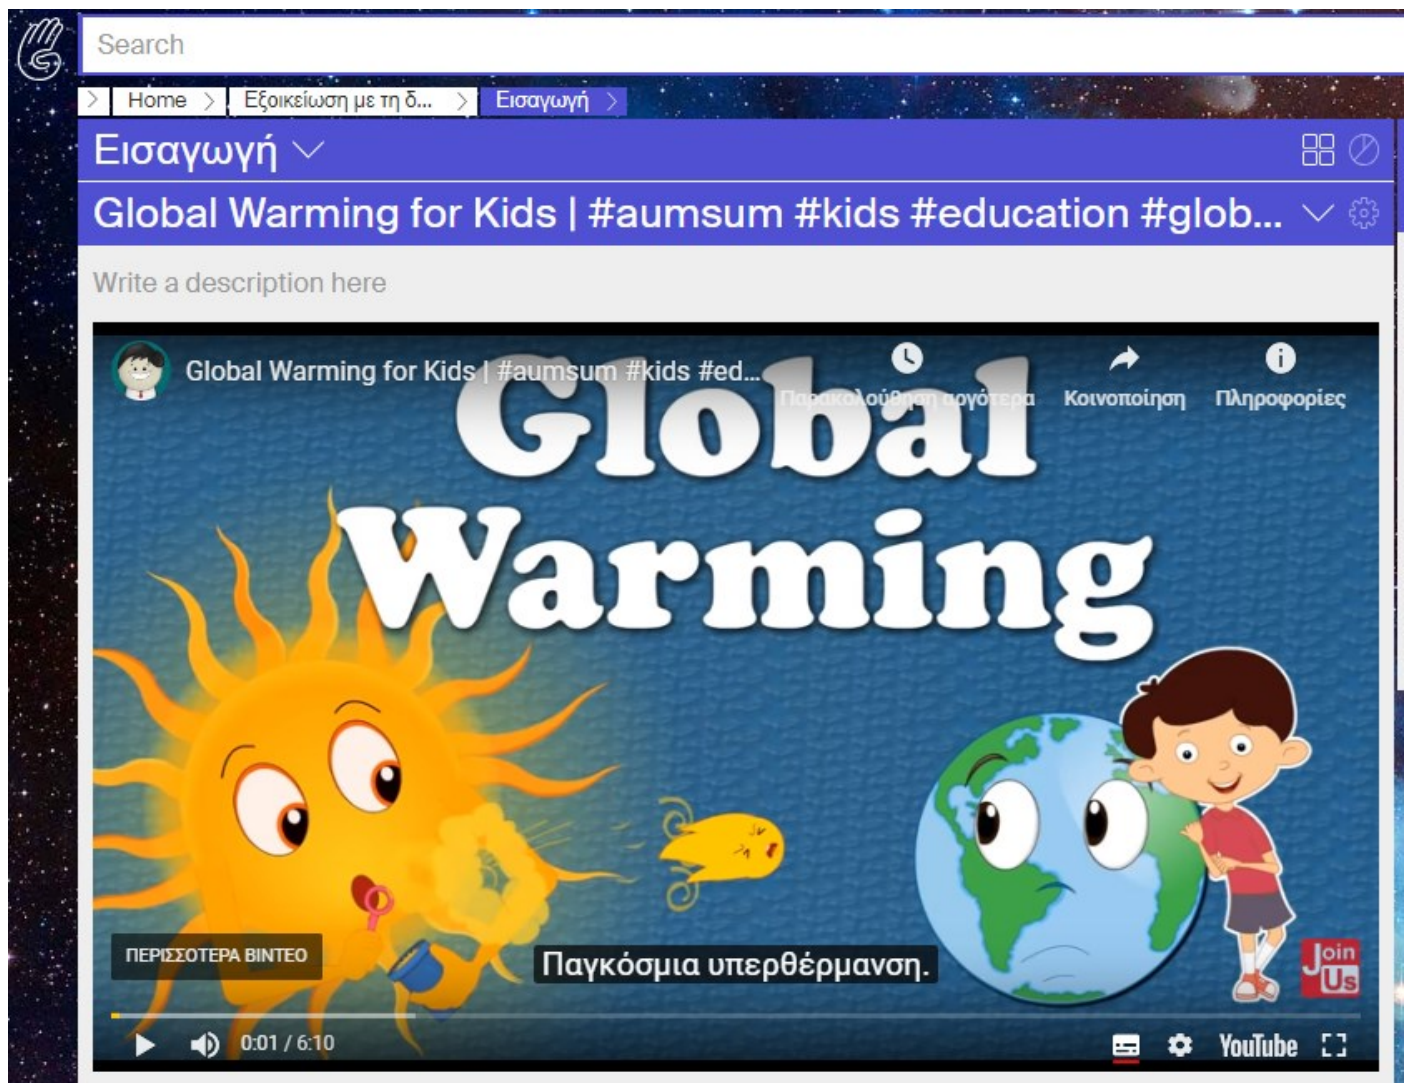 Search
Home
Εξοικείωση με τη δ...
Εισαγωγή
Εισαγωγή
Global Warming for Kids | #aumsum #kids #education #glob...
Write a description here
Global Warming for Kids | #aumsum #kids #ed...
Παρακολούθηση αργότερα
Κοινοποίηση
Πληροφορίες
Global
Warming
ΠΕΡΙΣΣΟΤΕΡΑ ΒΙΝΤΕΟ
Παγκόσμια υπερθέρμανση.
Join
Us
0:01 / 6:10
YouTube